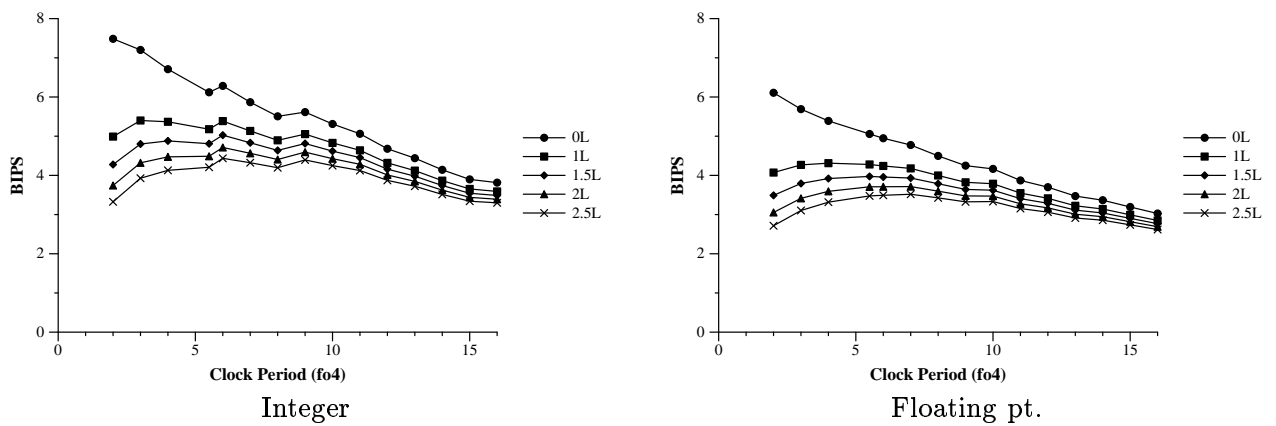 8
6
4
2
0
BIPS
0
5
10
15
Clock Period (fo4)
0L
1L
1.5L
2L
2.5L
Integer
8
6
4
2
0
BIPS
0
5
10
15
Clock Period (fo4)
0L
1L
1.5L
2L
2.5L
Floating pt.